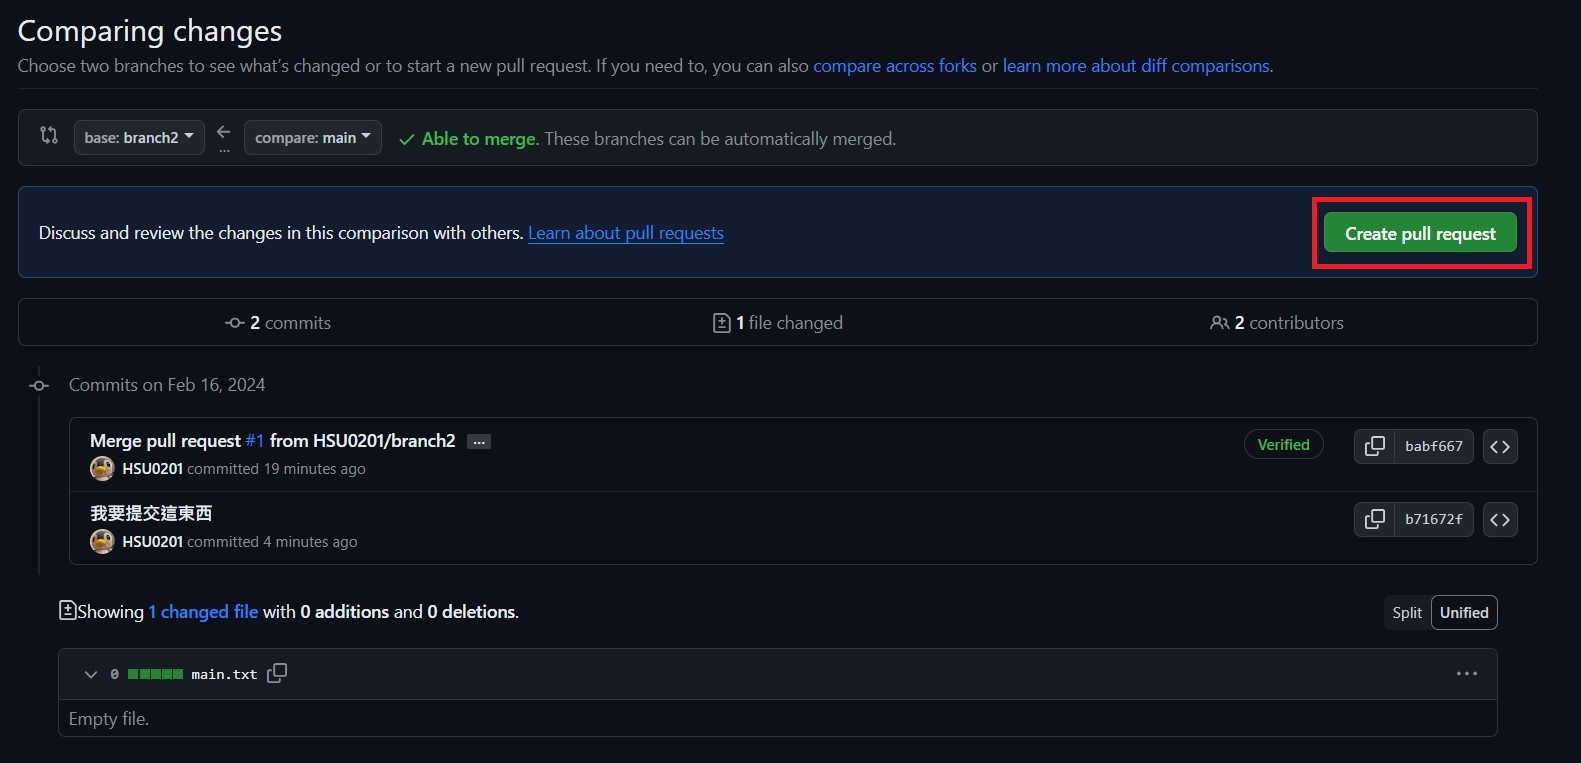 Comparing changes
Choose two branches to see what's changed or to start a new pull request. If you need to, you can also compare across forks or learn more about diff comparisons.
base: branch2 compare: main Able to merge. These branches can be automatically merged.
Discuss and review the changes in this comparison with others. Learn about pull requests
Create pull request
2 commits 1 file changed 2 contributors
Commits on Feb 16, 2024
Merge pull request #1 from HSU0201/branch2 ...
HSU0201 committed 19 minutes ago
Verified babf667
我要提交這東西
HSU0201 committed 4 minutes ago
b71672f
Showing 1 changed file with 0 additions and 0 deletions.
Split Unified
0 main.txt
Empty file.